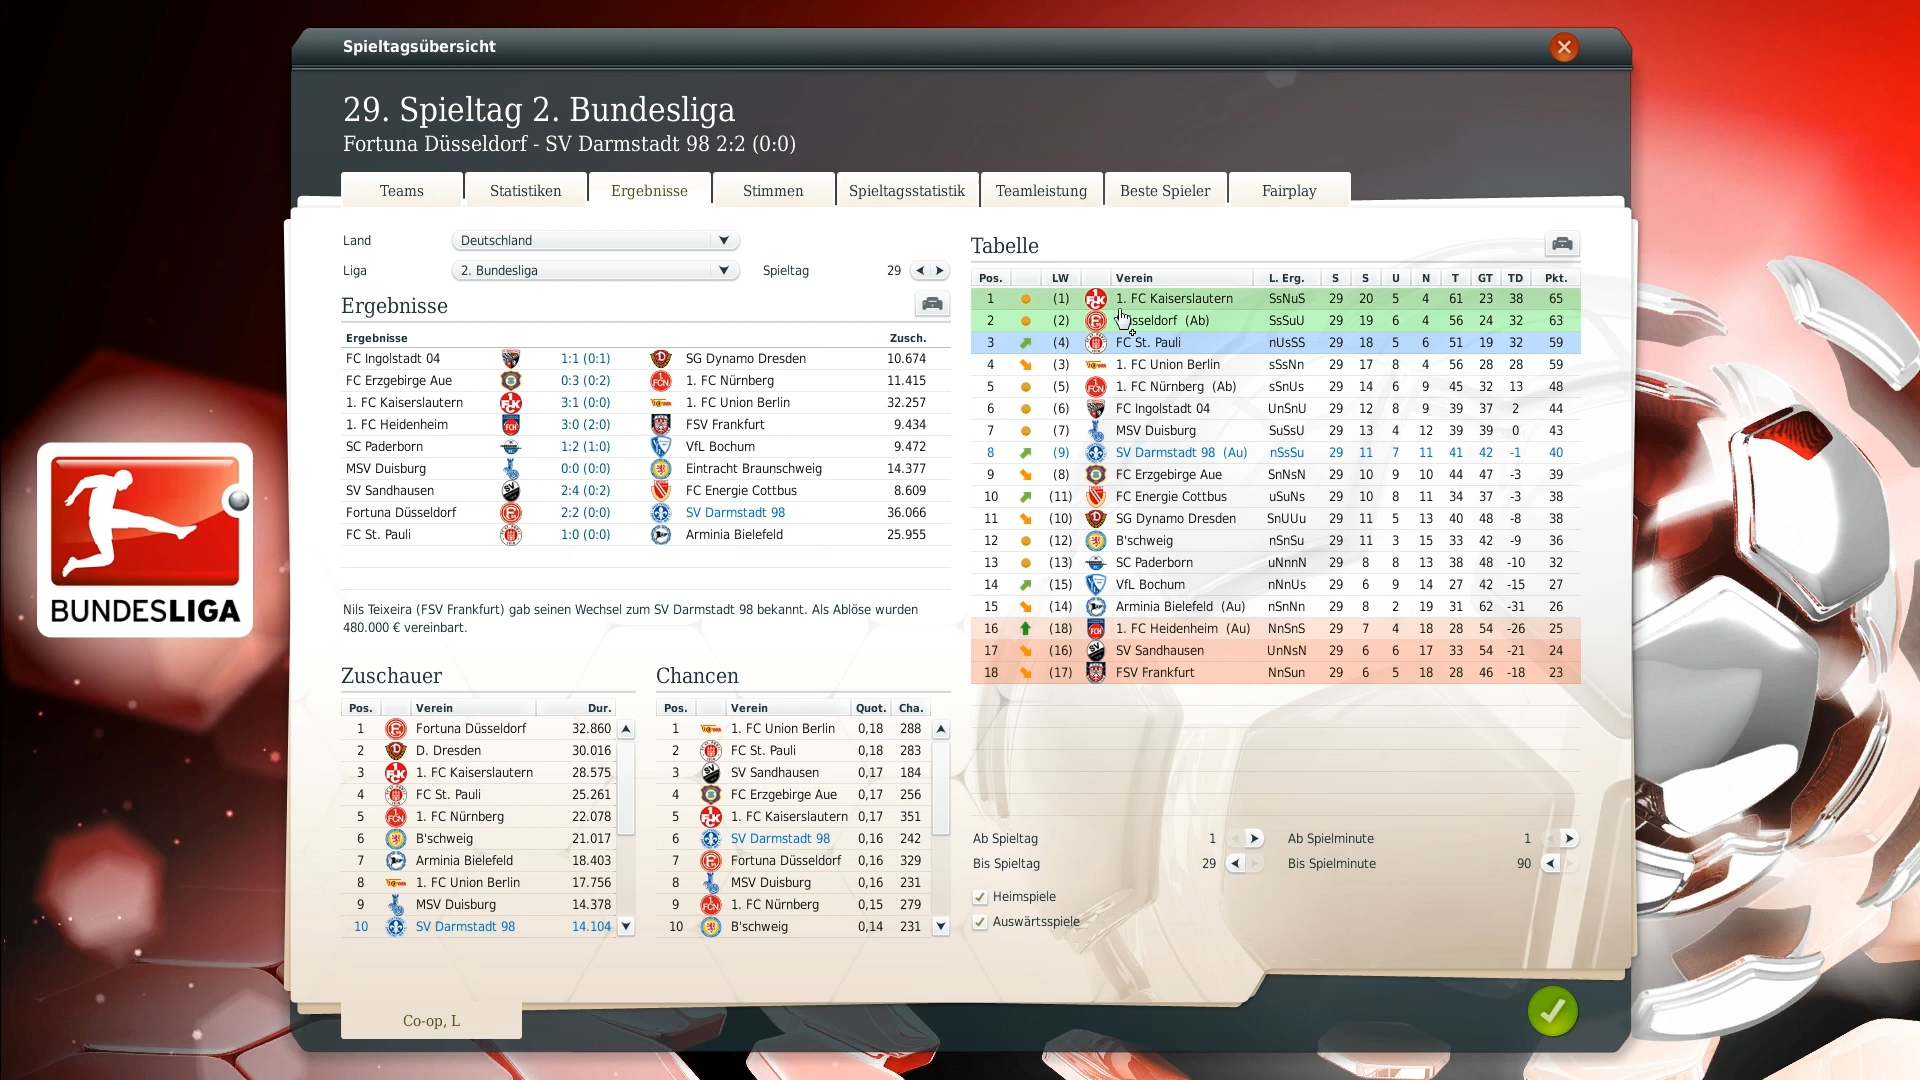 Spieltagsübersicht
29. Spieltag 2. Bundesliga
Fortuna Düsseldorf - SV Darmstadt 98 2:2 (0:0)
Teams Statistiken Ergebnisse Stimmen Spieltagsstatistik Teamleistung Beste Spieler Fairplay
Land Deutschland
Liga 2. Bundesliga Spieltag 29
Ergebnisse
Ergebnisse Zusch.
FC Ingolstadt 04 1:1 (0:1) SG Dynamo Dresden 10.674
FC Erzgebirge Aue 0:3 (0:2) 1. FC Nürnberg 11.415
1. FC Kaiserslautern 3:1 (0:0) 1. FC Union Berlin 32.257
1. FC Heidenheim 3:0 (2:0) FSV Frankfurt 9.434
SC Paderborn 1:2 (1:0) VfL Bochum 9.472
MSV Duisburg 0:0 (0:0) Eintracht Braunschweig 14.377
SV Sandhausen 2:4 (0:2) FC Energie Cottbus 8.609
Fortuna Düsseldorf 2:2 (0:0) SV Darmstadt 98 36.066
FC St. Pauli 1:0 (0:0) Arminia Bielefeld 25.955
Nils Teixeira (FSV Frankfurt) gab seinen Wechsel zum SV Darmstadt 98 bekannt. Als Ablöse wurden
480.000 € vereinbart.
Zuschauer
Pos. Verein Dur.
1 Fortuna Düsseldorf 32.860
2 D. Dresden 30.016
3 1. FC Kaiserslautern 28.575
4 FC St. Pauli 25.261
5 1. FC Nürnberg 22.078
6 B'schweig 21.017
7 Arminia Bielefeld 18.403
8 1. FC Union Berlin 17.756
9 MSV Duisburg 14.378
10 SV Darmstadt 98 14.104
Chancen
Pos. Verein Quot. Cha.
1 1. FC Union Berlin 0,18 288
2 FC St. Pauli 0,18 283
3 SV Sandhausen 0,17 184
4 FC Erzgebirge Aue 0,17 256
5 1. FC Kaiserslautern 0,17 351
6 SV Darmstadt 98 0,16 242
7 Fortuna Düsseldorf 0,16 329
8 MSV Duisburg 0,16 231
9 1. FC Nürnberg 0,15 279
10 B'schweig 0,14 231
Tabelle
Pos. LW Verein L. Erg. S S U N T GT TD Pkt.
1 (1) 1. FC Kaiserslautern SsNuS 29 20 5 4 61 23 38 65
2 (2) sseldorf (Ab) SsSuU 29 19 6 4 56 24 32 63
3 (4) FC St. Pauli nUsSS 29 18 5 6 51 19 32 59
4 (3) 1. FC Union Berlin sSsNn 29 17 8 4 56 28 28 59
5 (5) 1. FC Nürnberg (Ab) sSnUs 29 14 6 9 45 32 13 48
6 (6) FC Ingolstadt 04 UnSnU 29 12 8 9 39 37 2 44
7 (7) MSV Duisburg SuSsU 29 13 4 12 39 39 0 43
8 (9) SV Darmstadt 98 (Au) nSsSu 29 11 7 11 41 42 -1 40
9 (8) FC Erzgebirge Aue SnNsN 29 10 9 10 44 47 -3 39
10 (11) FC Energie Cottbus uSuNs 29 10 8 11 34 37 -3 38
11 (10) SG Dynamo Dresden SnUUu 29 11 5 13 40 48 -8 38
12 (12) B'schweig nSnSu 29 11 3 15 33 42 -9 36
13 (13) SC Paderborn uNnnN 29 8 8 13 38 48 -10 32
14 (15) VfL Bochum nNnUs 29 6 9 14 27 42 -15 27
15 (14) Arminia Bielefeld (Au) nSnNn 29 8 2 19 31 62 -31 26
16 (18) 1. FC Heidenheim (Au) NnSnS 29 7 4 18 28 54 -26 25
17 (16) SV Sandhausen UnNsN 29 6 6 17 33 54 -21 24
18 (17) FSV Frankfurt NnSun 29 6 5 18 28 46 -18 23
Ab Spieltag 1 Ab Spielminute 1
Bis Spieltag 29 Bis Spielminute 90
Heimspiele
Auswärtsspiele
Co-op, L
BUNDESLIGA